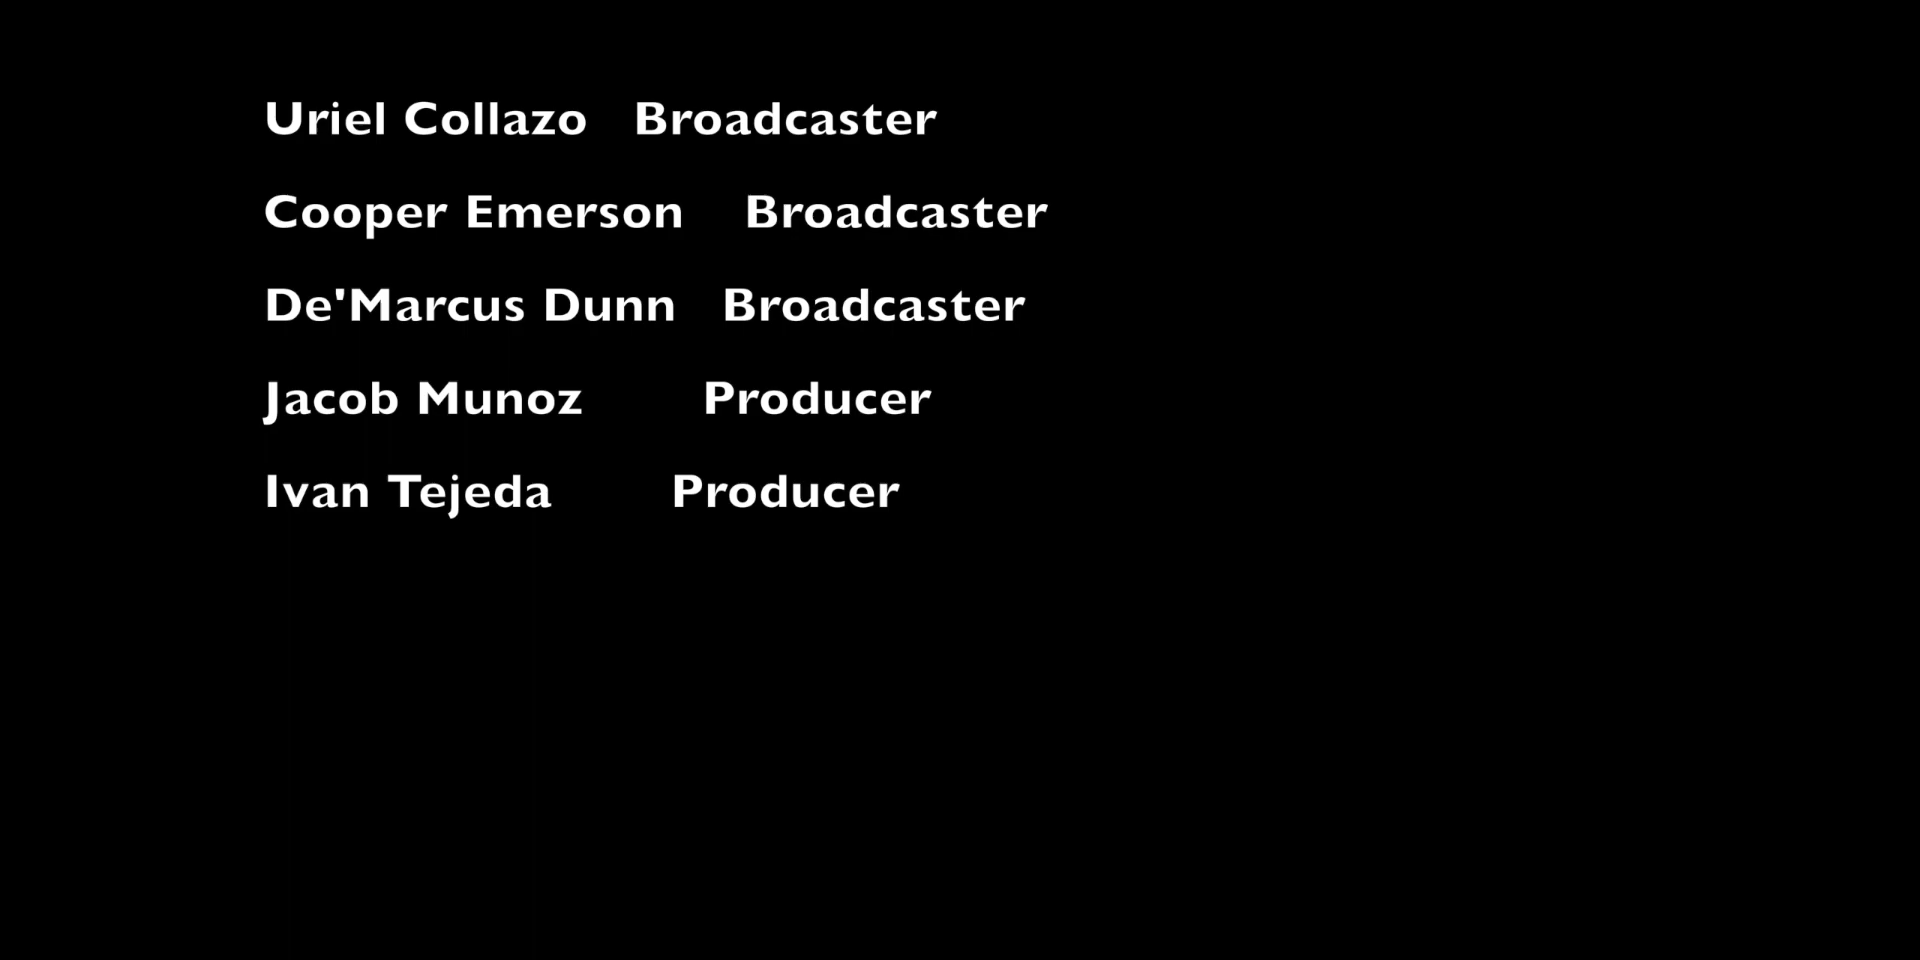 Uriel Collazo Broadcaster
Cooper Emerson Broadcaster
De'Marcus Dunn Broadcaster
Jacob Munoz Producer
Ivan Tejeda Producer